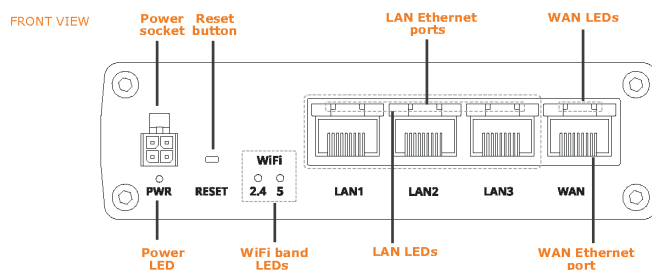 FRONT VIEW
Power
socket
Reset
button
LAN Ethernet
ports
WAN LEDs
WiFi
2.4 5
PWR
RESET
LAN1
LAN2
LAN3
WAN
Power
LED
WiFi band
LEDs
LAN LEDs
WAN Ethernet
port